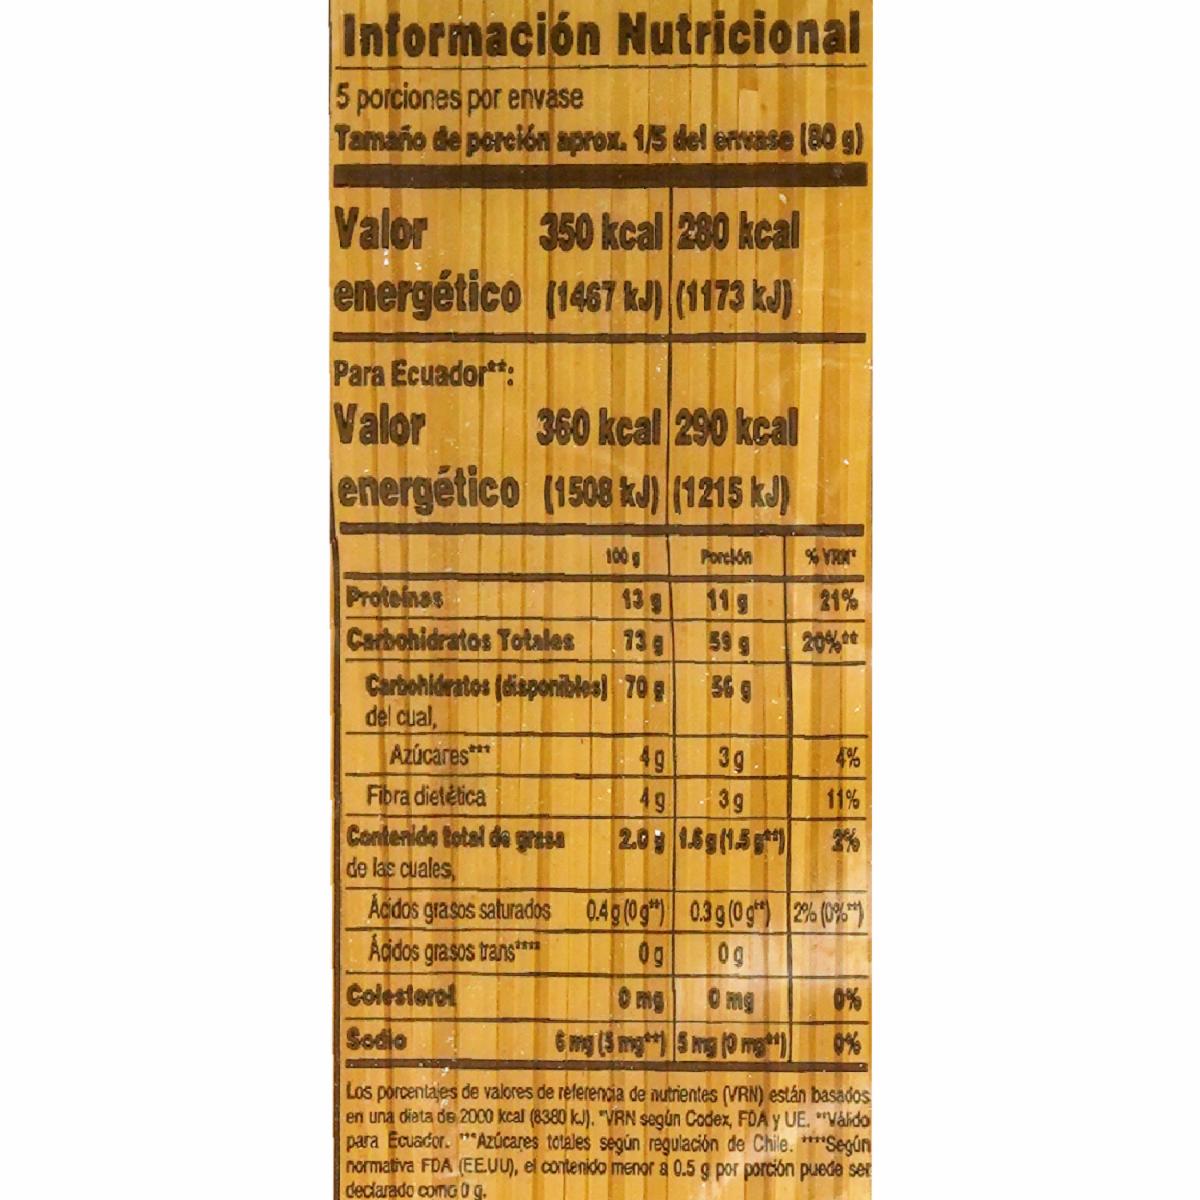 Información Nutricional
5 porciones por envase
Tamaño de porción aprox. 1/5 del envase (80 g)
Valor 350 kcal 280 kcal
energético (1467 kJ) (1173 kJ)
Para Ecuador**:
Valor 360 kcal 290 kcal
energético (1508 kJ) (1215 kJ)
100 g Porción % VRN*
Proteínas 13 g 11 g 21%
Carbohidratos Totales 73 g 59 g 20%**
Carbohidratos (disponibles) 70 g 56 g
del cual,
Azúcares*** 4 g 3 g 4%
Fibra dietética 4 g 3 g 11%
Contenido total de grasa 2.0 g 1.6 g (1.5 g**) 2%
de las cuales,
Ácidos grasos saturados 0.4 g (0 g**) 0.3 g (0 g**) 2% (0%**)
Ácidos grasos trans**** 0 g 0 g
Colesterol 0 mg 0 mg 0%
Sodio 6 mg (5 mg**) 5 mg (0 mg**) 0%
Los porcentajes de valores de referencia de nutrientes (VRN) están basados
en una dieta de 2000 kcal (8380 kJ). *VRN según Codex, FDA y UE. **Válido
para Ecuador. ***Azúcares totales según regulación de Chile. ****Según
normativa FDA (EE.UU), el contenido menor a 0.5 g por porción puede ser
declarado como 0 g.